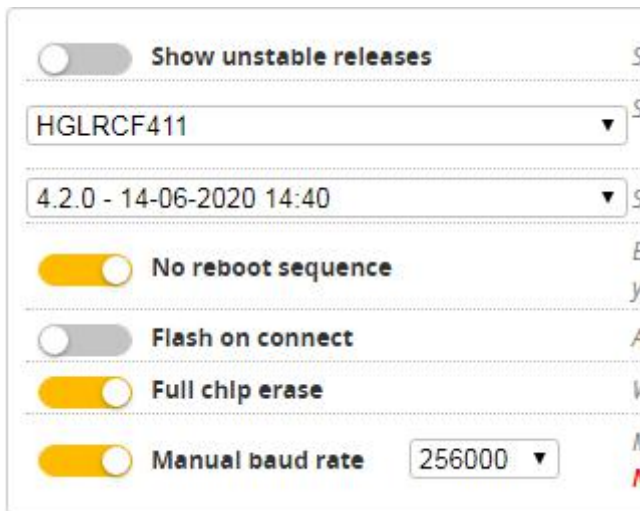 Show unstable releases
HGLRCF411
4.2.0 - 14-06-2020 14:40
No reboot sequence
Flash on connect
Full chip erase
Manual baud rate 256000